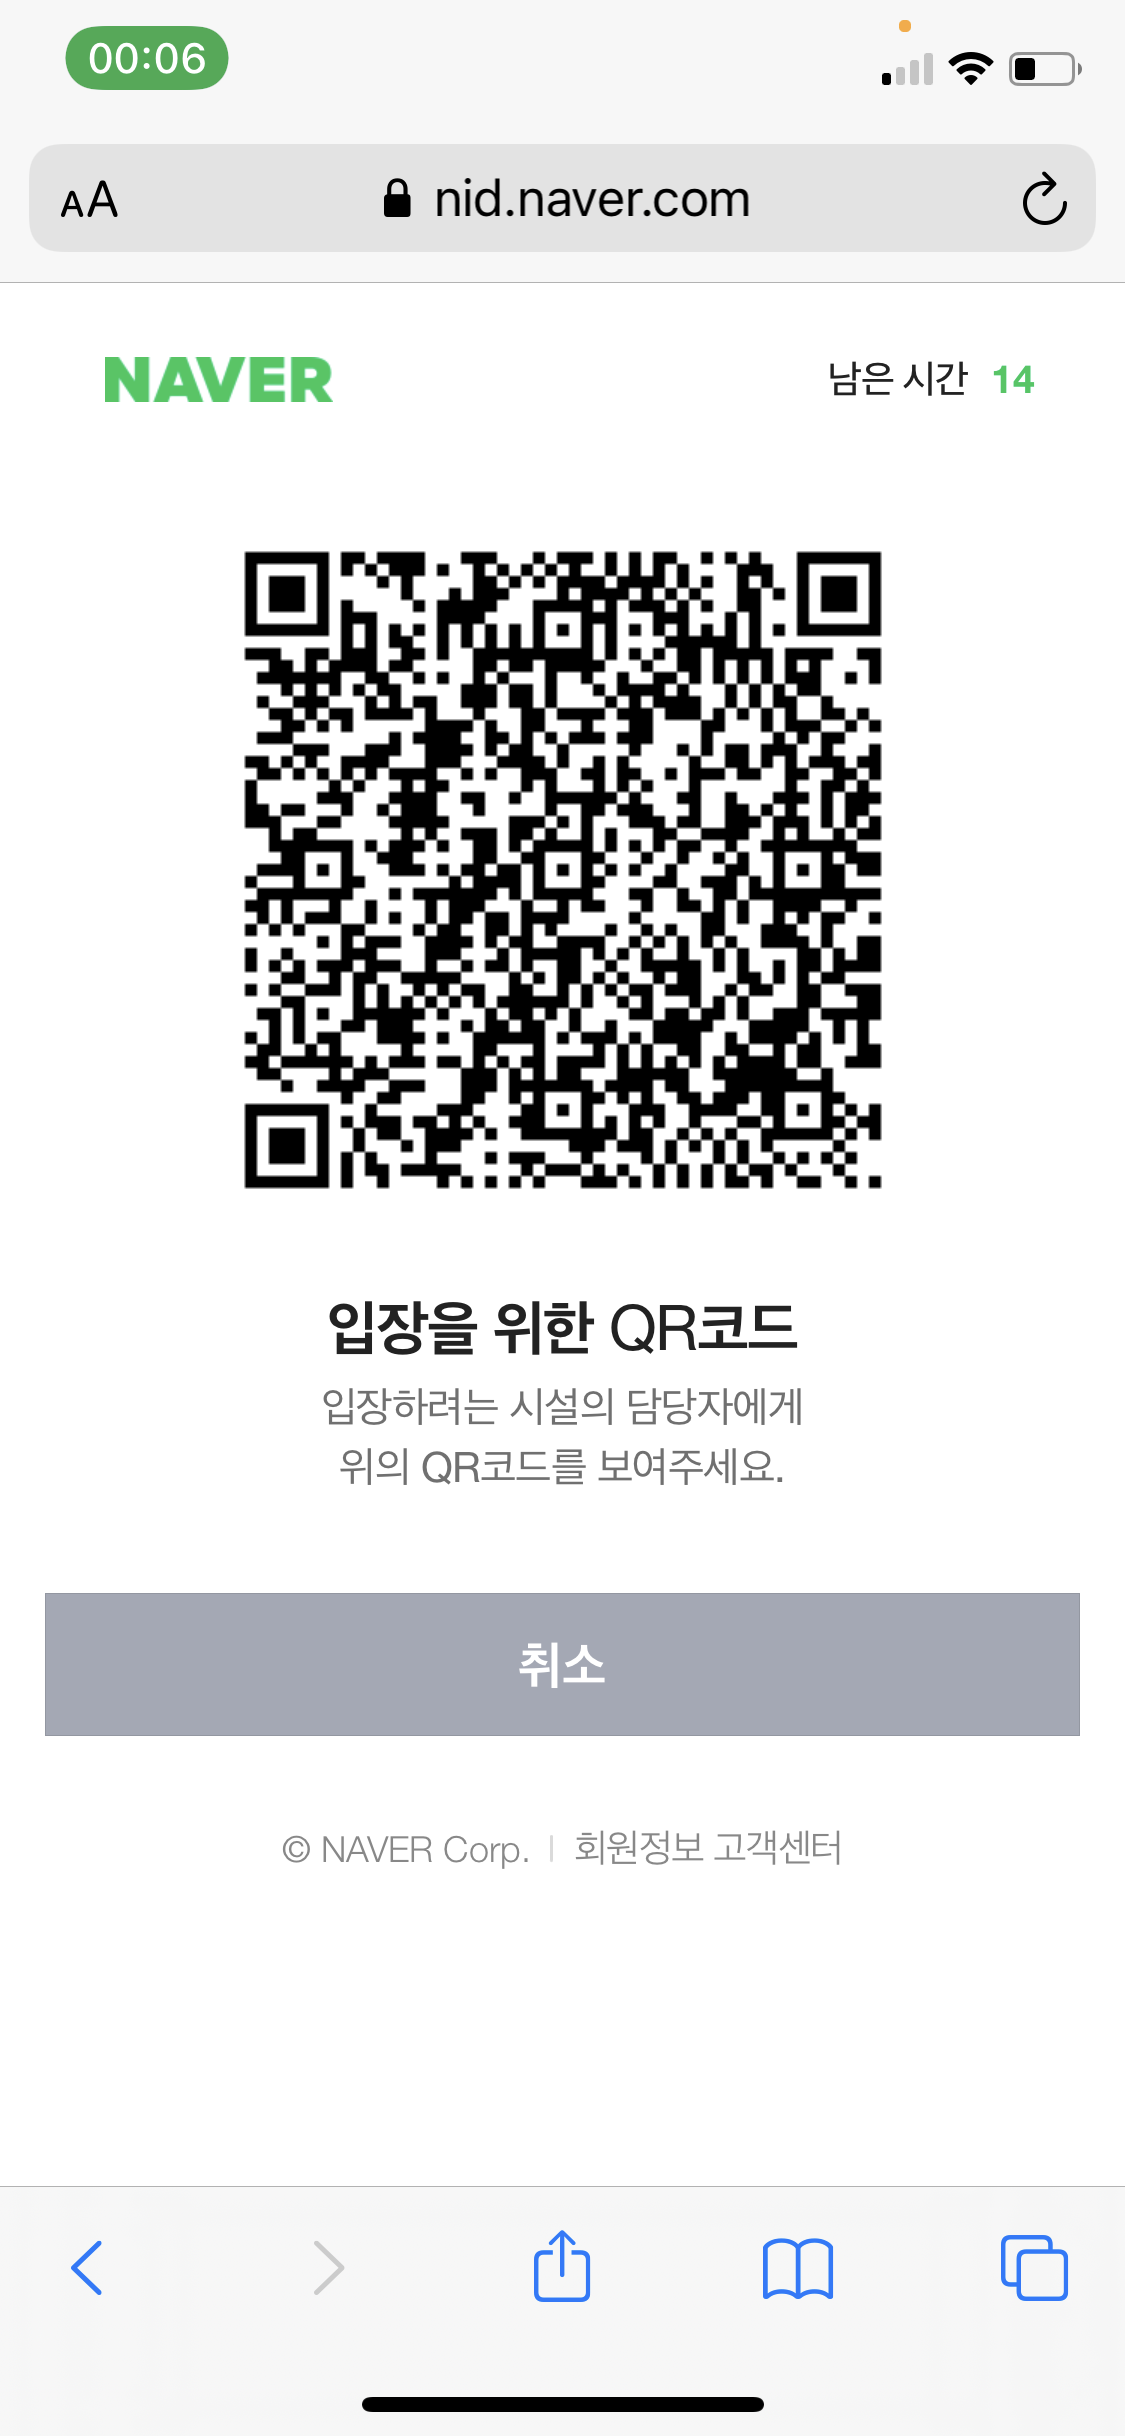 00:06
AA nid.naver.com
NAVER 남은 시간 14
입장을 위한 QR코드
입장하려는 시설의 담당자에게
위의 QR코드를 보여주세요.
취소
© NAVER Corp. | 회원정보 고객센터